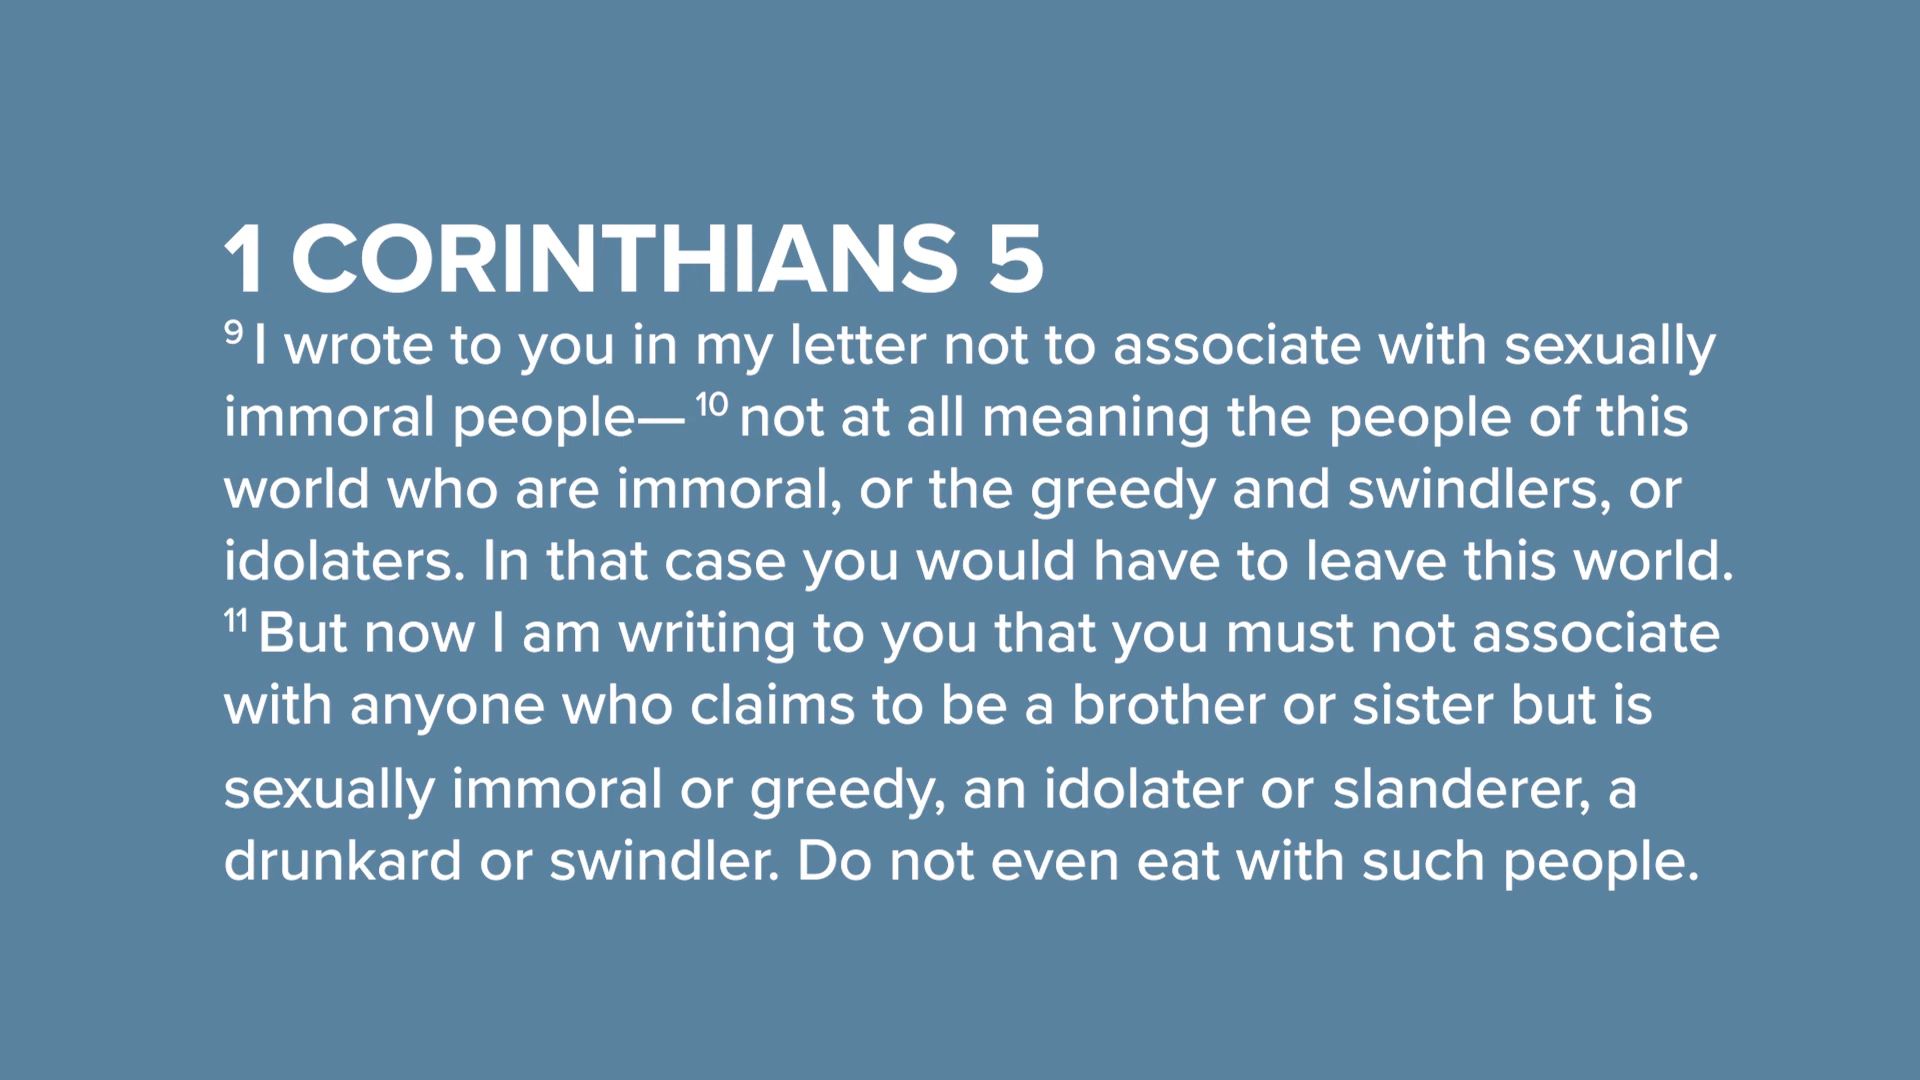 1 CORINTHIANS 5
9 I wrote to you in my letter not to associate with sexually
immoral people— 10 not at all meaning the people of this
world who are immoral, or the greedy and swindlers, or
idolaters. In that case you would have to leave this world.
11 But now I am writing to you that you must not associate
with anyone who claims to be a brother or sister but is
sexually immoral or greedy, an idolater or slanderer, a
drunkard or swindler. Do not even eat with such people.